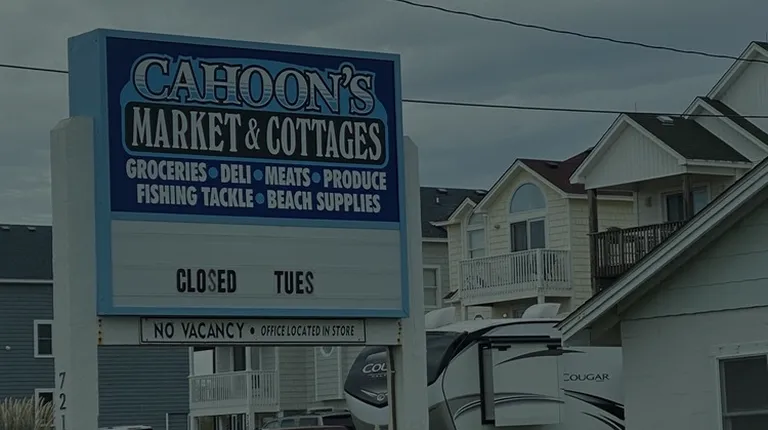 CAHOON'S
MARKET & COTTAGES
GROCERIES • DELI • MEATS • PRODUCE
FISHING TACKLE • BEACH SUPPLIES
CLOSED TUES
NO VACANCY • OFFICE LOCATED IN STORE
721
COUGAR